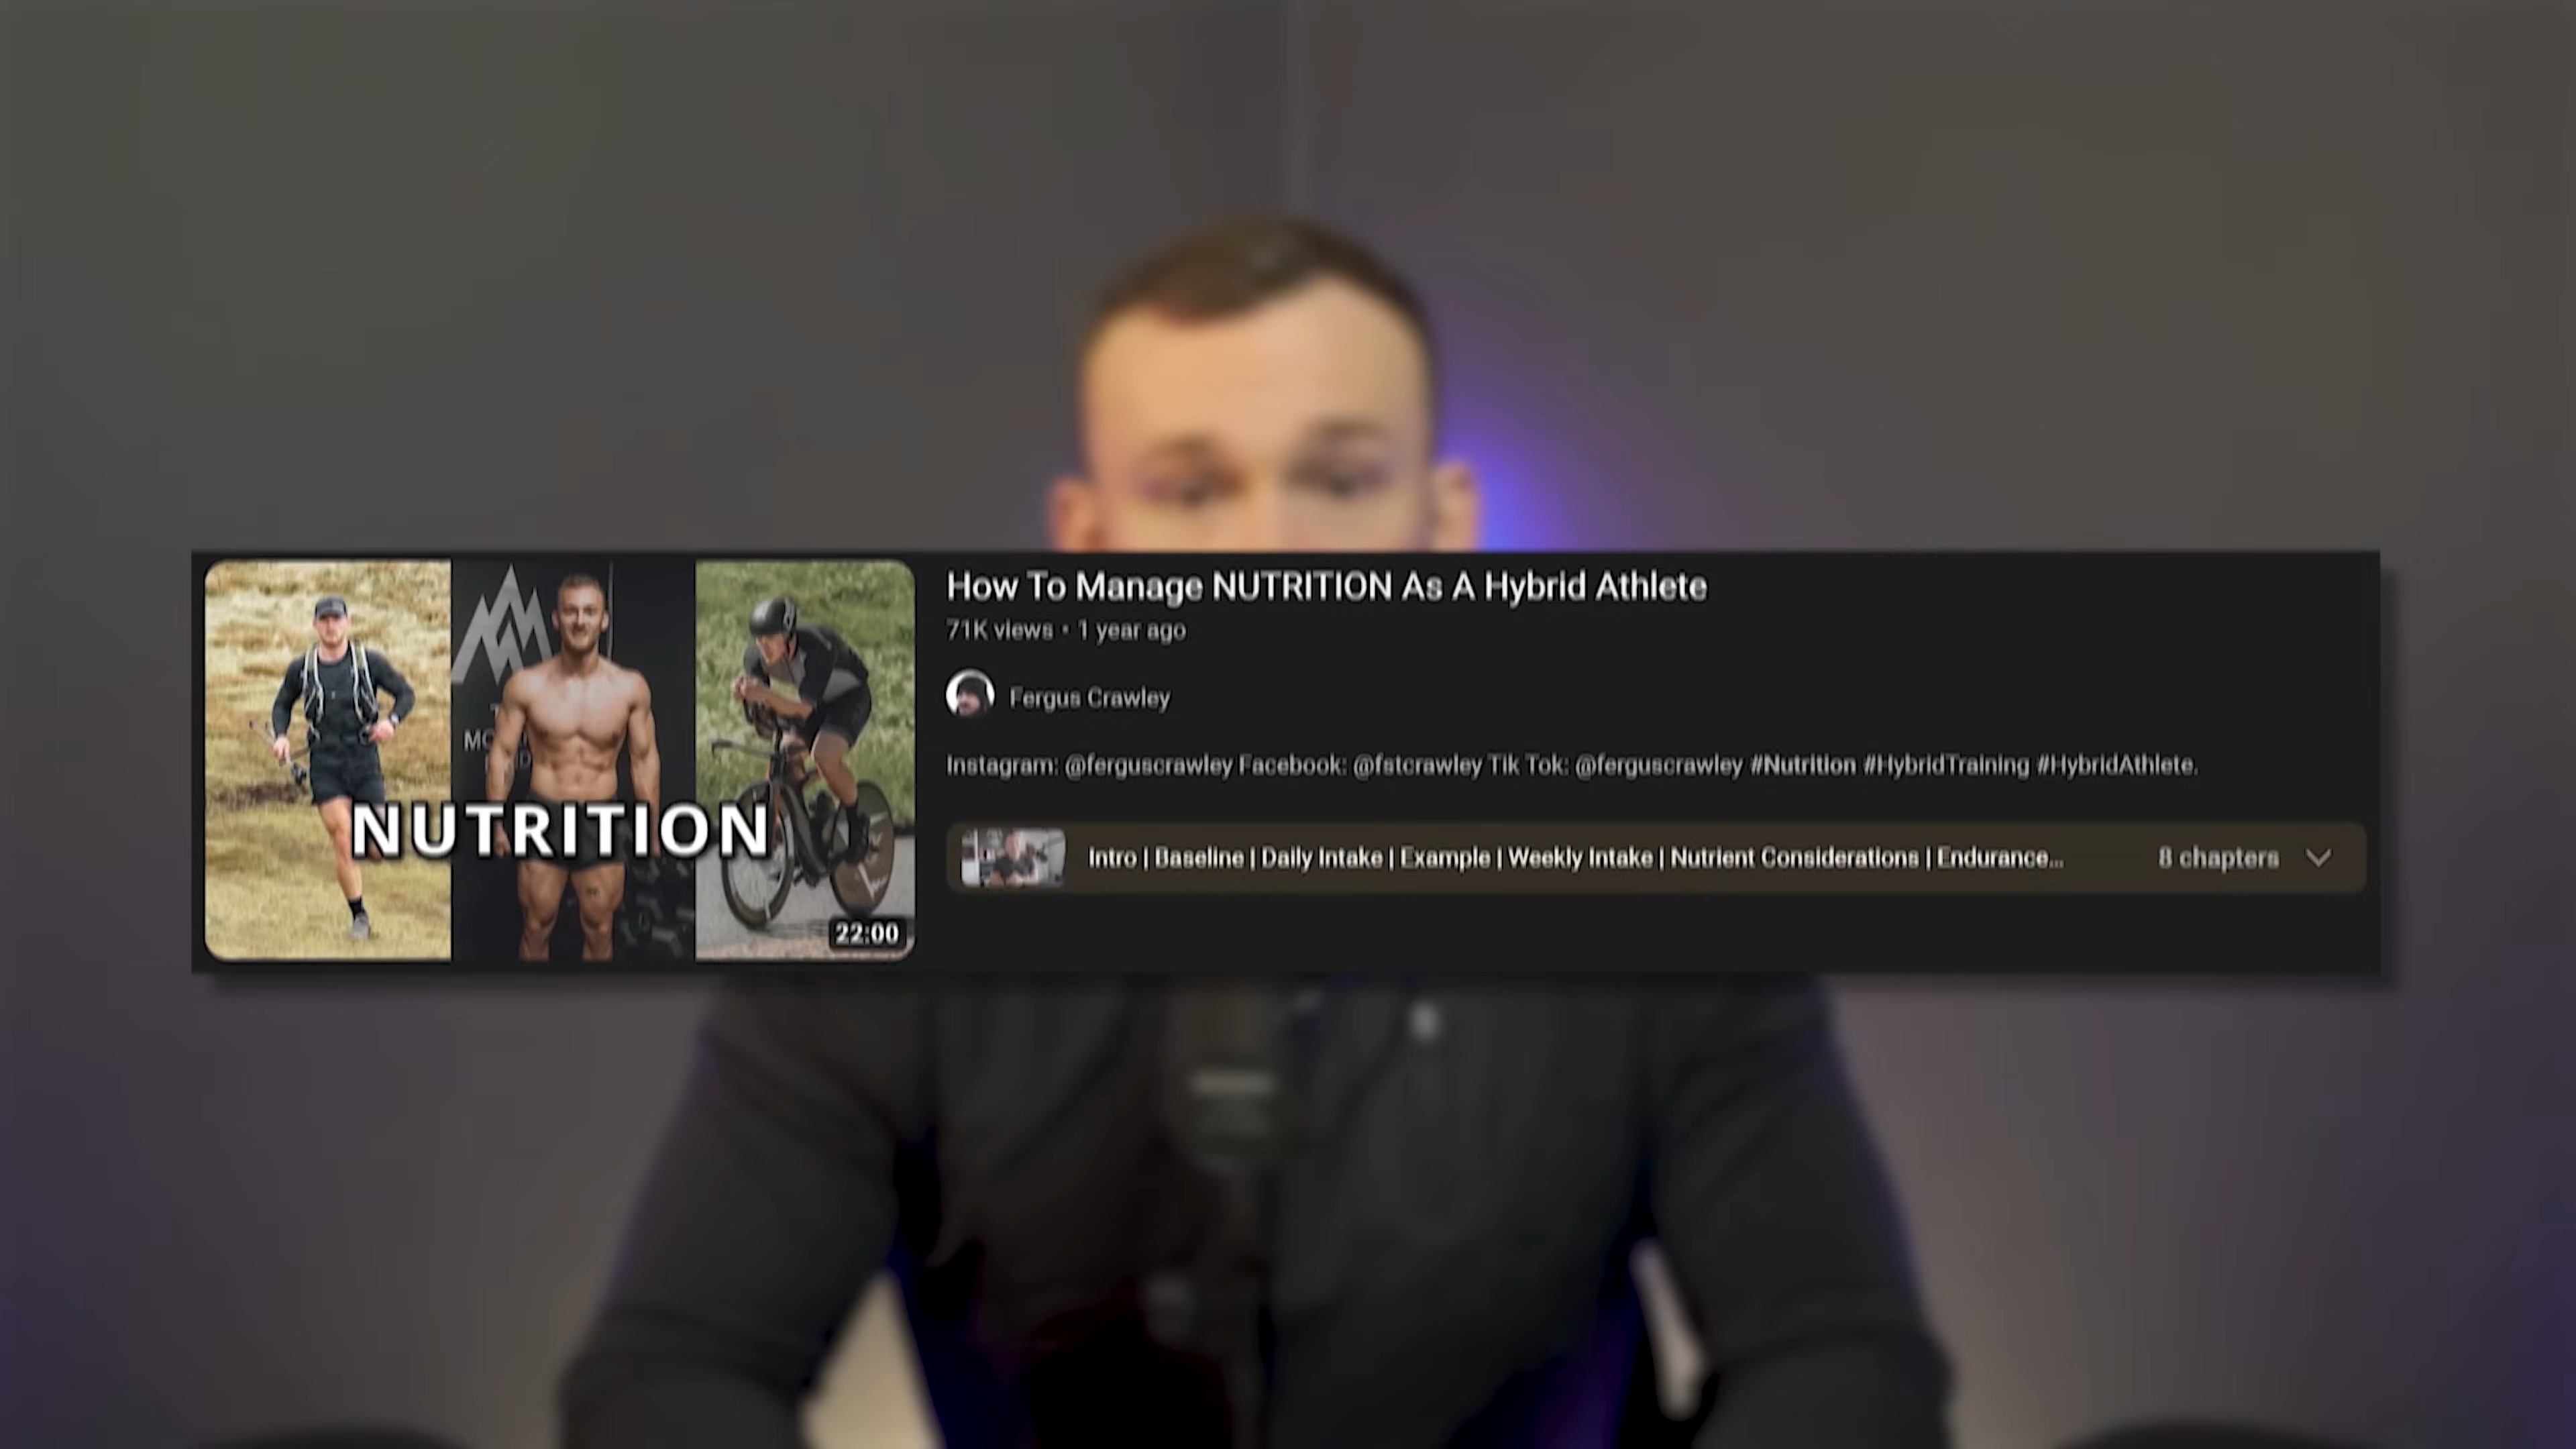 How To Manage NUTRITION As A Hybrid Athlete
71K views • 1 year ago
Fergus Crawley
Instagram: @ferguscrawley Facebook: @fstcrawley Tik Tok: @ferguscrawley #Nutrition #HybridTraining #HybridAthlete.
NUTRITION
Intro | Baseline | Daily Intake | Example | Weekly Intake | Nutrient Considerations | Endurance...
8 chapters
22:00